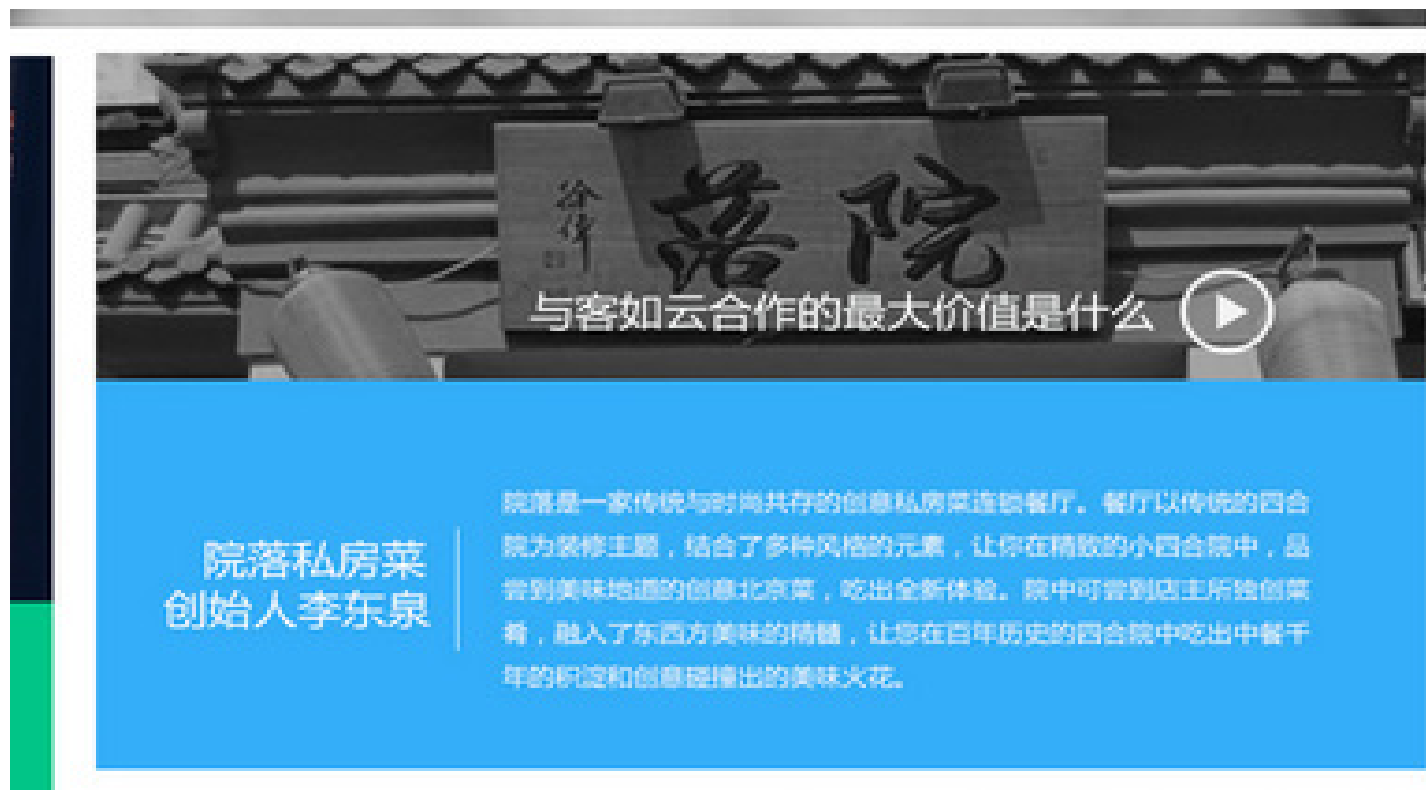 院落
徐伟
与客如云合作的最大价值是什么
院落私房菜
创始人李东泉
院落是一家传统与时尚共存的创意私房菜连锁餐厅。餐厅以传统的四合
院为装修主题,结合了多种风格的元素,让你在精致的小四合院中,品
尝到美味地道的创意北京菜,吃出全新体验。院中可尝到店主所独创菜
肴,融入了东西方美味的精髓,让您在百年历史的四合院中吃出中餐千
年的积淀和创意碰撞出的美味火花。